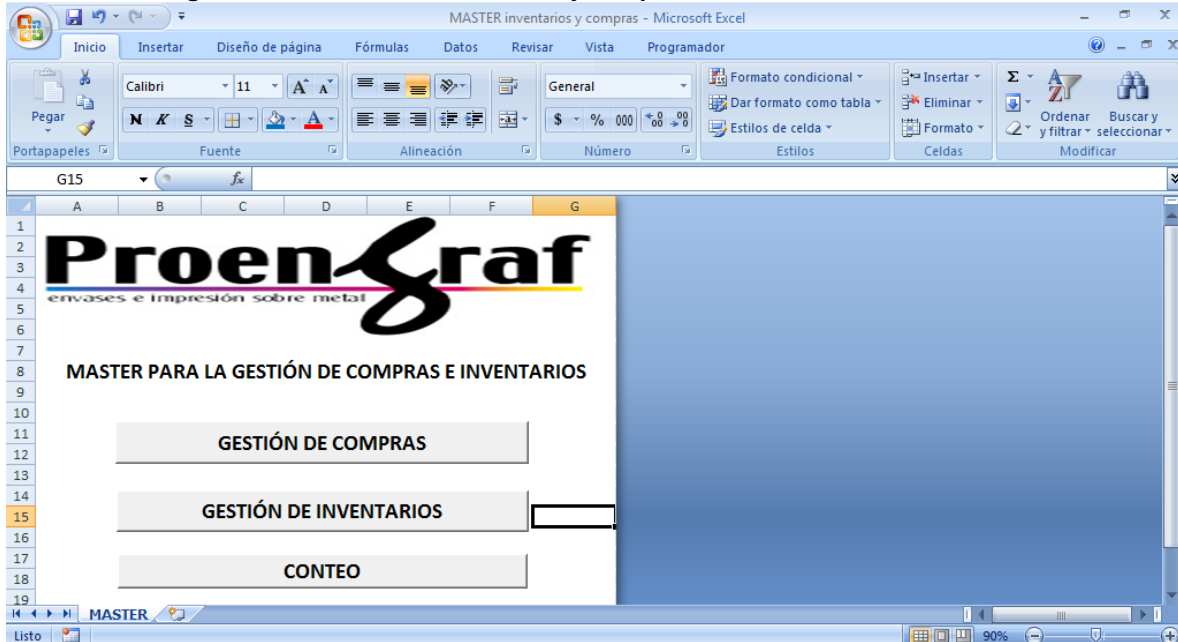 MASTER inventarios y compras - Microsoft Excel
Inicio Insertar Diseño de página Fórmulas Datos Revisar Vista Programador
Pegar
Portapapeles
Calibri 11 A A
N K S A
Fuente
Alineación
General
$ % 000 ,0 ,00 ,00 ,0
Número
Formato condicional
Dar formato como tabla
Estilos de celda
Estilos
Insertar
Eliminar
Formato
Celdas
Σ
Ordenar y filtrar
Buscar y seleccionar
Modificar
G15 fx
A B C D E F G
1
2
3
4
5
6
7
8
9
10
11
12
13
14
15
16
17
18
19
Proengraf
envases e impresión sobre metal
MASTER PARA LA GESTIÓN DE COMPRAS E INVENTARIOS
GESTIÓN DE COMPRAS
GESTIÓN DE INVENTARIOS
CONTEO
MASTER
Listo 90%